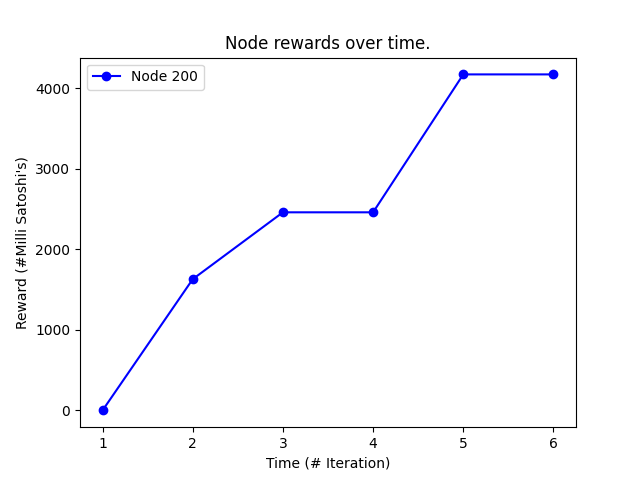 Node rewards over time.
Node 200
4000
3000
2000
1000
0
Reward (#Milli Satoshi's)
1 2 3 4 5 6
Time (# Iteration)